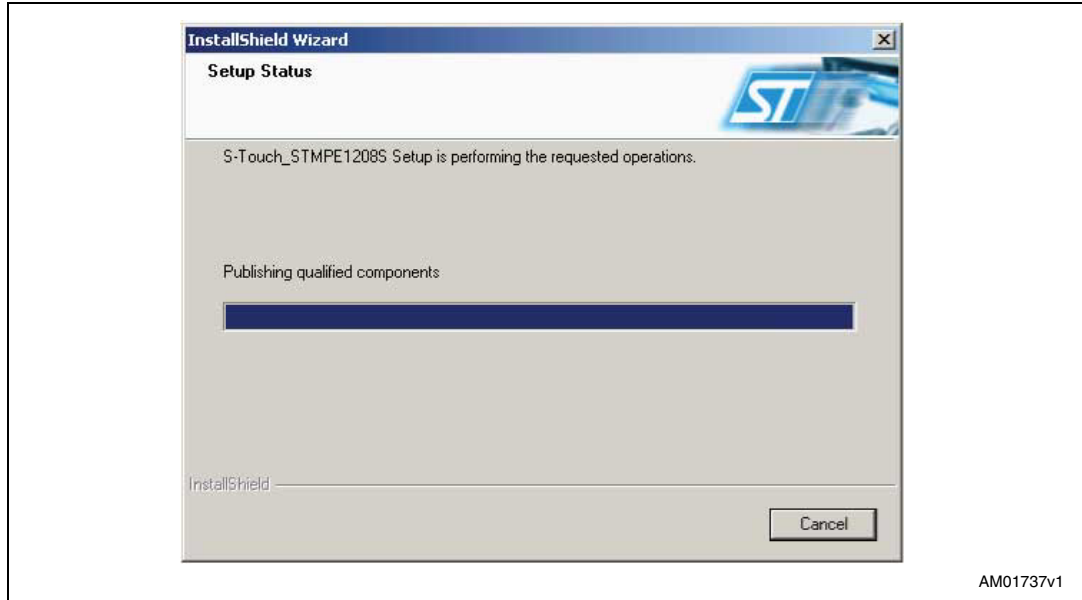 InstallShield Wizard
Setup Status
ST
S-Touch_STMPE1208S Setup is performing the requested operations.
Publishing qualified components
InstallShield
Cancel
AM01737v1